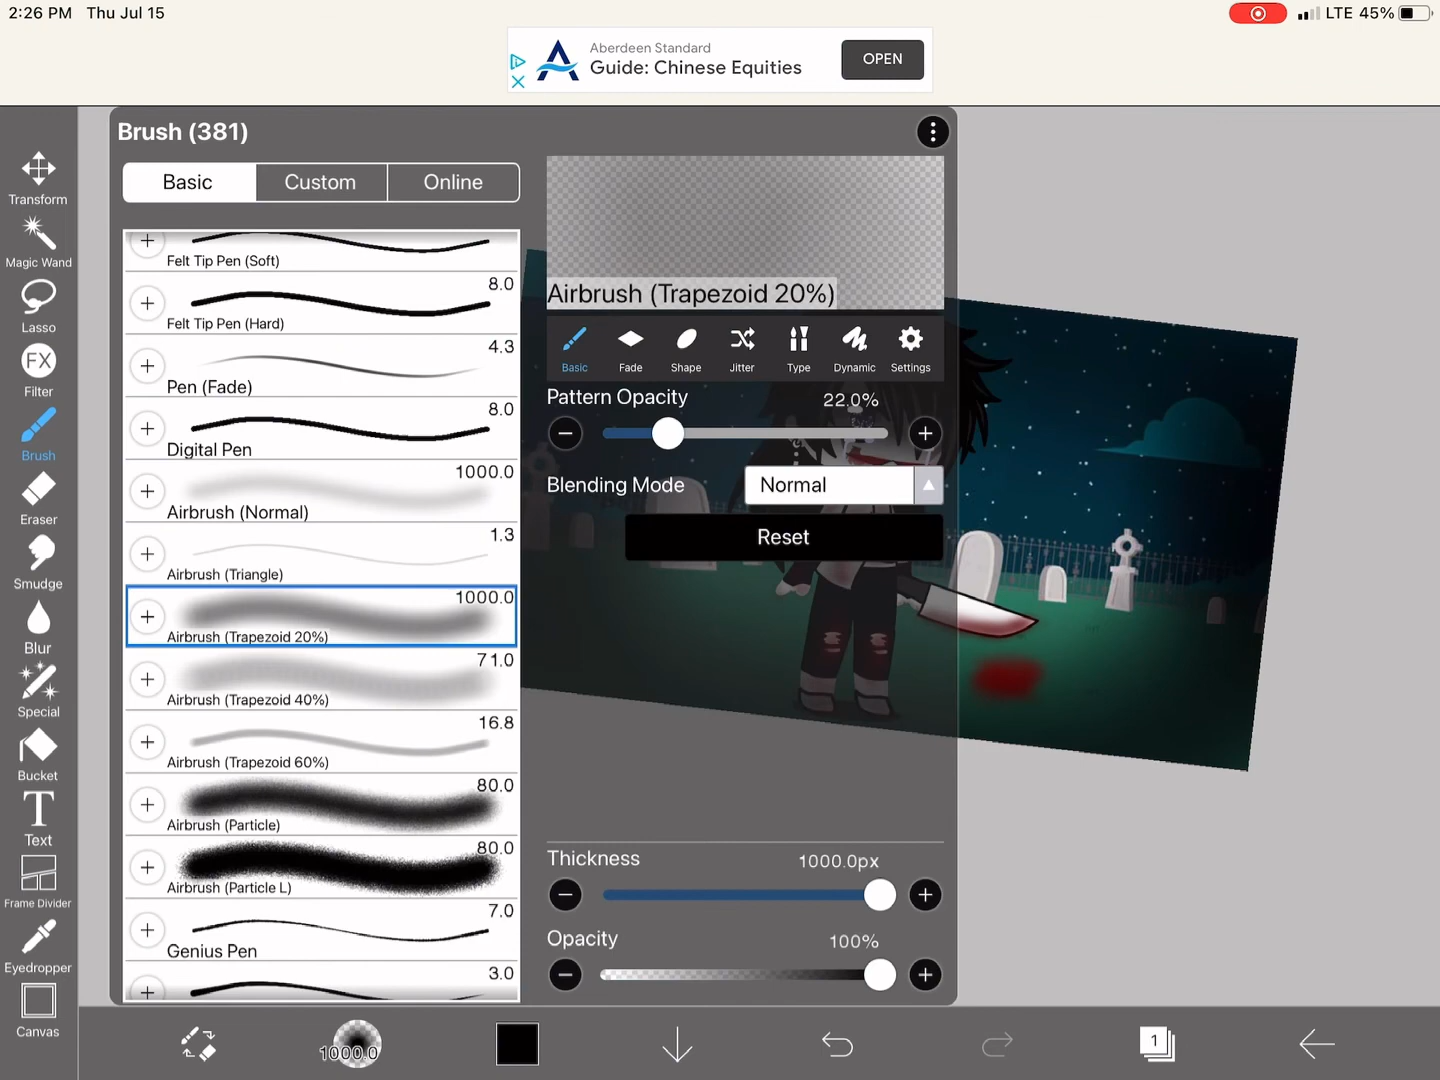 2:26 PM Thu Jul 15
LTE 45%
Aberdeen Standard
Guide: Chinese Equities
OPEN
Brush (381)
Basic
Custom
Online
Felt Tip Pen (Soft)
8.0
Felt Tip Pen (Hard)
4.3
Pen (Fade)
8.0
Digital Pen
1000.0
Airbrush (Normal)
1.3
Airbrush (Triangle)
1000.0
Airbrush (Trapezoid 20%)
71.0
Airbrush (Trapezoid 40%)
16.8
Airbrush (Trapezoid 60%)
80.0
Airbrush (Particle)
80.0
Airbrush (Particle L)
7.0
Genius Pen
3.0
Airbrush (Trapezoid 20%)
Basic
Fade
Shape
Jitter
Type
Dynamic
Settings
Pattern Opacity
22.0%
Blending Mode
Normal
Reset
Thickness
1000.0px
Opacity
100%
Transform
Magic Wand
Lasso
FX
Filter
Brush
Eraser
Smudge
Blur
Special
Bucket
T
Text
Frame Divider
Eyedropper
Canvas
1000.0
1